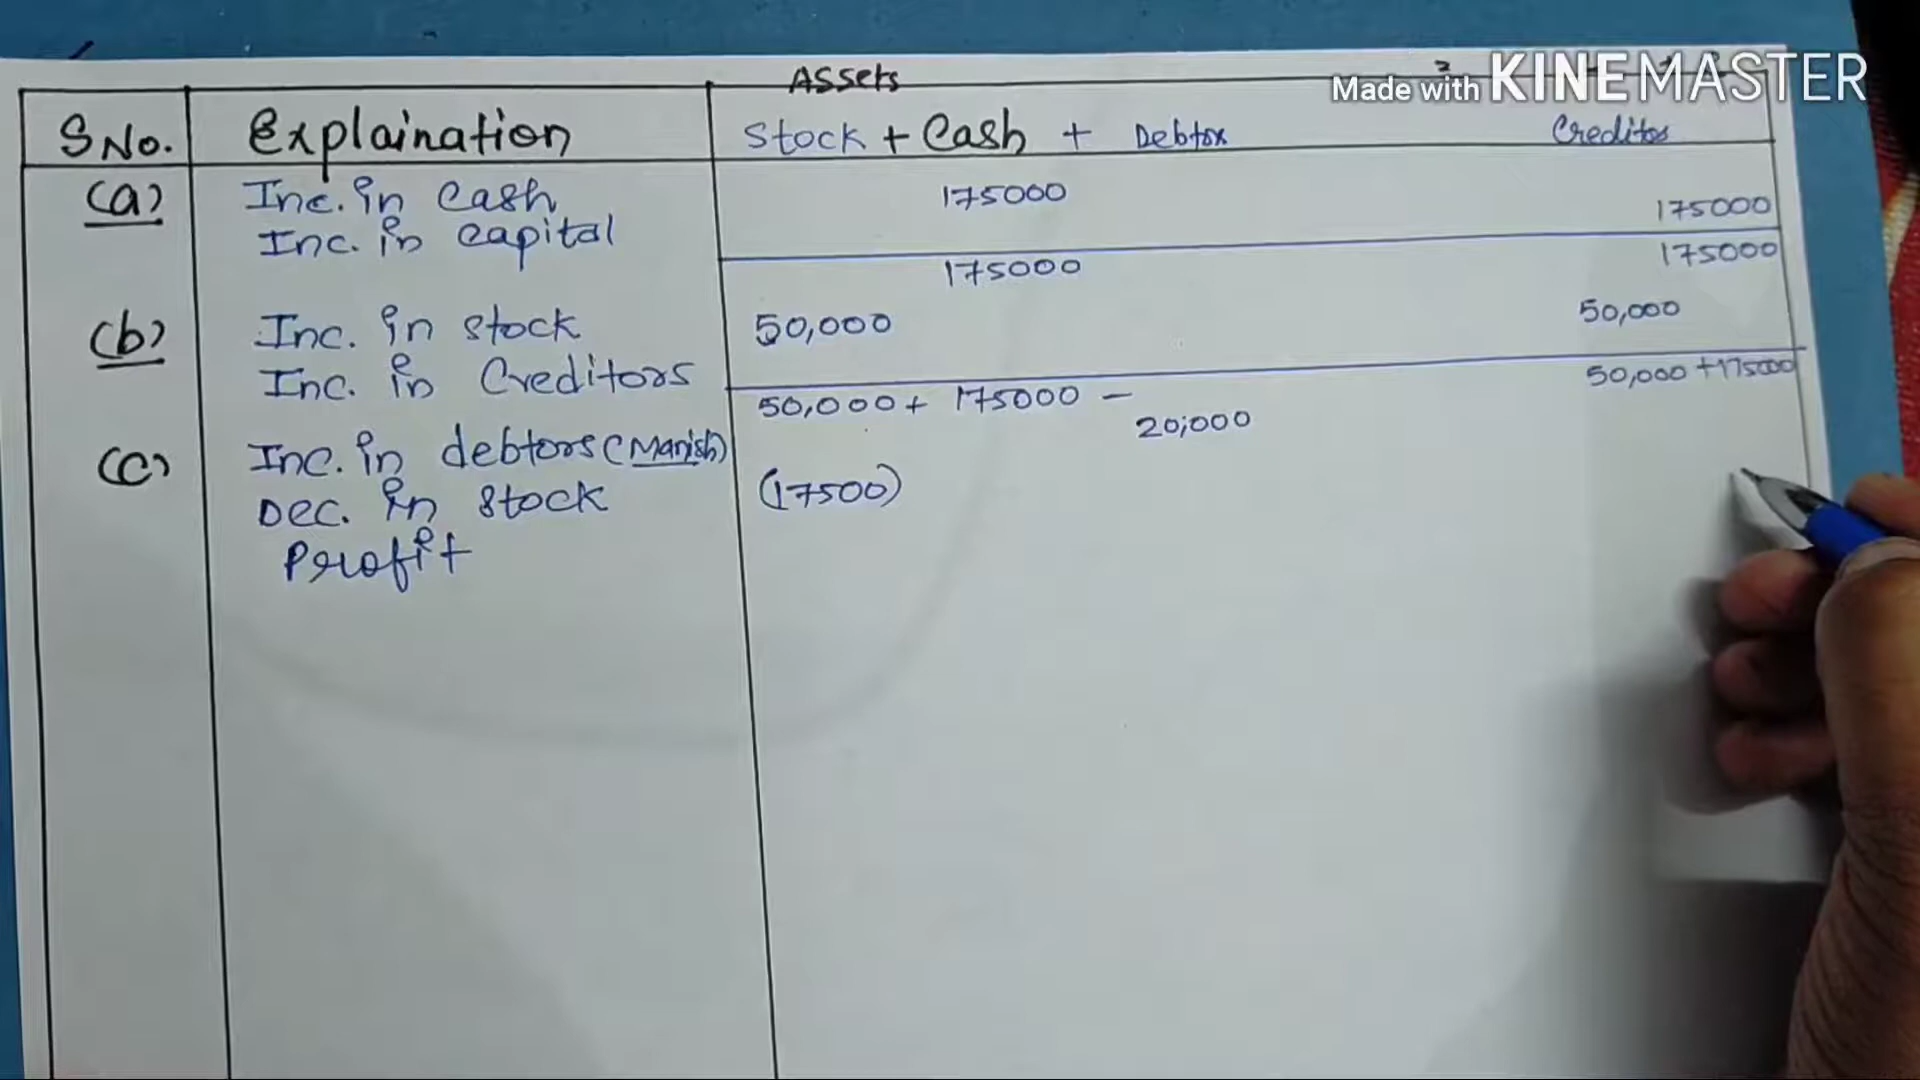 Assets
Made with KINEMASTER
S No. Explaination Stock + Cash + Debtor Creditos
(a) Inc. in cash 175000 175000
Inc. in capital
175000 175000
(b) Inc. in stock 50,000 50,000
Inc. in Creditors
50,000 + 175000 - 50,000 + 175000
(c) Inc. in debtors (Manish) 20,000
Dec. in stock (17500)
Profit